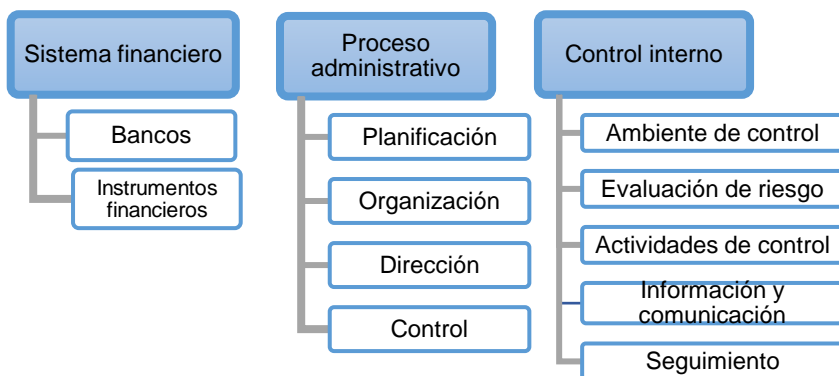 Sistema financiero
Bancos
Instrumentos
financieros
Proceso
administrativo
Planificación
Organización
Dirección
Control
Control interno
Ambiente de control
Evaluación de riesgo
Actividades de control
Información y
comunicación
Seguimiento